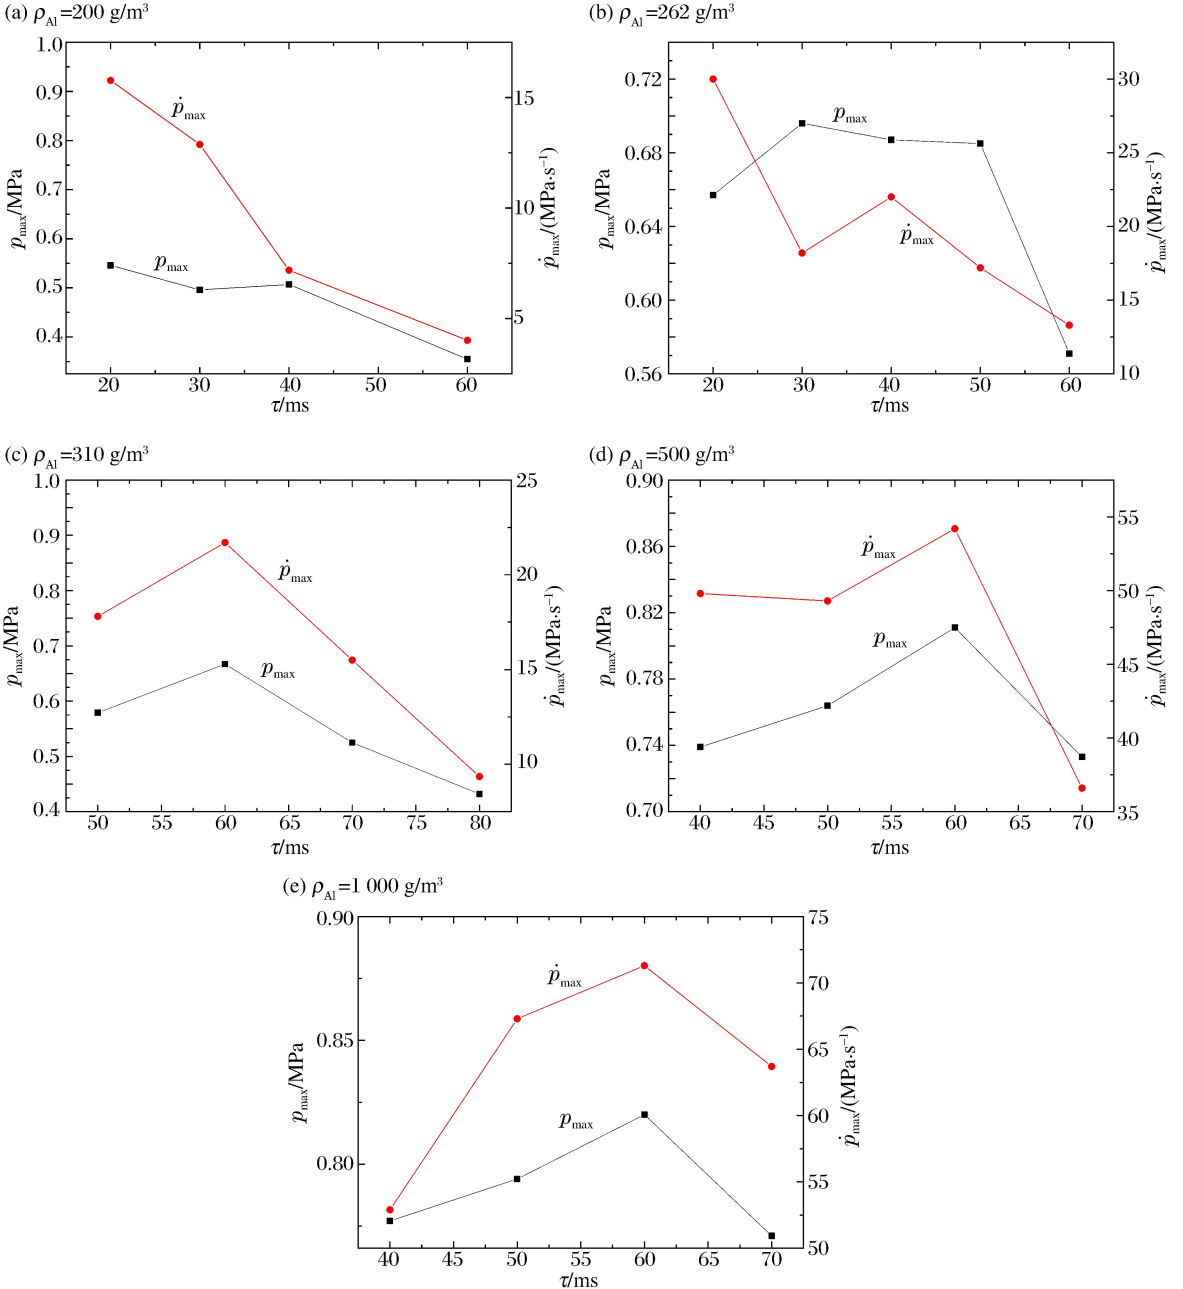 (a) ρAl=200 g/m³
1.0
0.9
0.8
0.7
0.6
0.5
0.4
pmax/MPa
ṗmax
pmax
15
10
5
ṗmax/(MPa·s⁻¹)
20 30 40 50 60
τ/ms
(b) ρAl=262 g/m³
0.72
0.68
0.64
0.60
0.56
pmax/MPa
pmax
ṗmax
30
25
20
15
10
ṗmax/(MPa·s⁻¹)
20 30 40 50 60
τ/ms
(c) ρAl=310 g/m³
1.0
0.9
0.8
0.7
0.6
0.5
0.4
pmax/MPa
ṗmax
pmax
25
20
15
10
ṗmax/(MPa·s⁻¹)
50 55 60 65 70 75 80
τ/ms
(d) ρAl=500 g/m³
0.90
0.86
0.82
0.78
0.74
0.70
pmax/MPa
ṗmax
pmax
55
50
45
40
35
ṗmax/(MPa·s⁻¹)
40 45 50 55 60 65 70
τ/ms
(e) ρAl=1 000 g/m³
0.90
0.85
0.80
pmax/MPa
ṗmax
pmax
75
70
65
60
55
50
ṗmax/(MPa·s⁻¹)
40 50 60 70
τ/ms